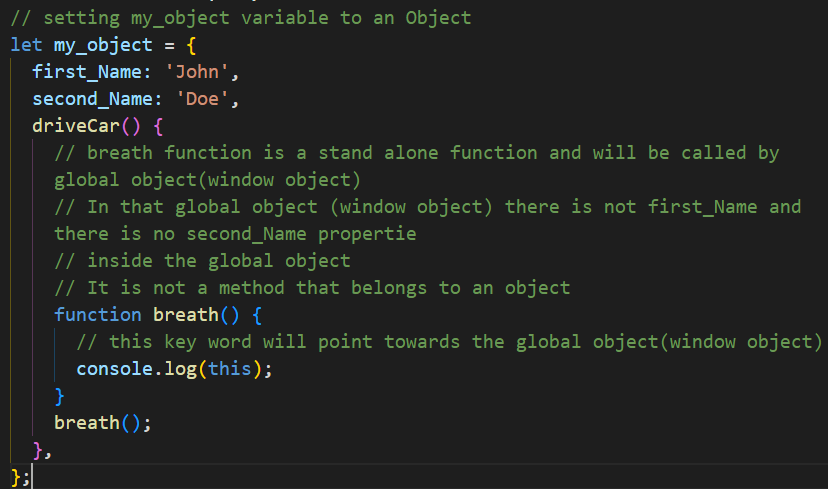 // setting my_object variable to an Object
let my_object = {
first_Name: 'John',
second_Name: 'Doe',
driveCar() {
// breath function is a stand alone function and will be called by
global object(window object)
// In that global object (window object) there is not first_Name and
there is no second_Name propertie
// inside the global object
// It is not a method that belongs to an object
function breath() {
// this key word will point towards the global object(window object)
console.log(this);
}
breath();
},
};